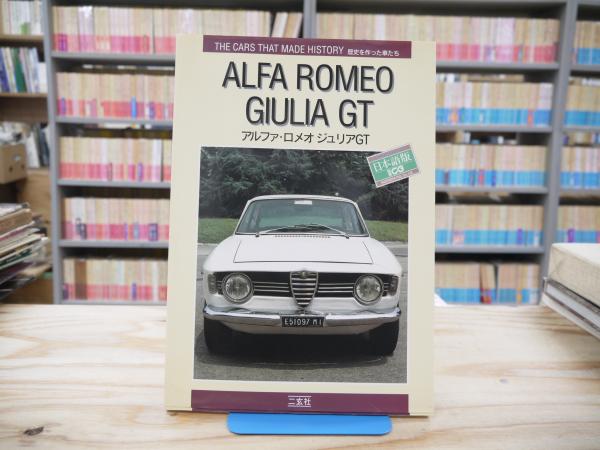 THE CARS THAT MADE HISTORY 歴史を作った車たち
ALFA ROMEO
GIULIA GT
アルファ・ロメオ ジュリアGT
日本語版
CG
E51097 MI
二玄社